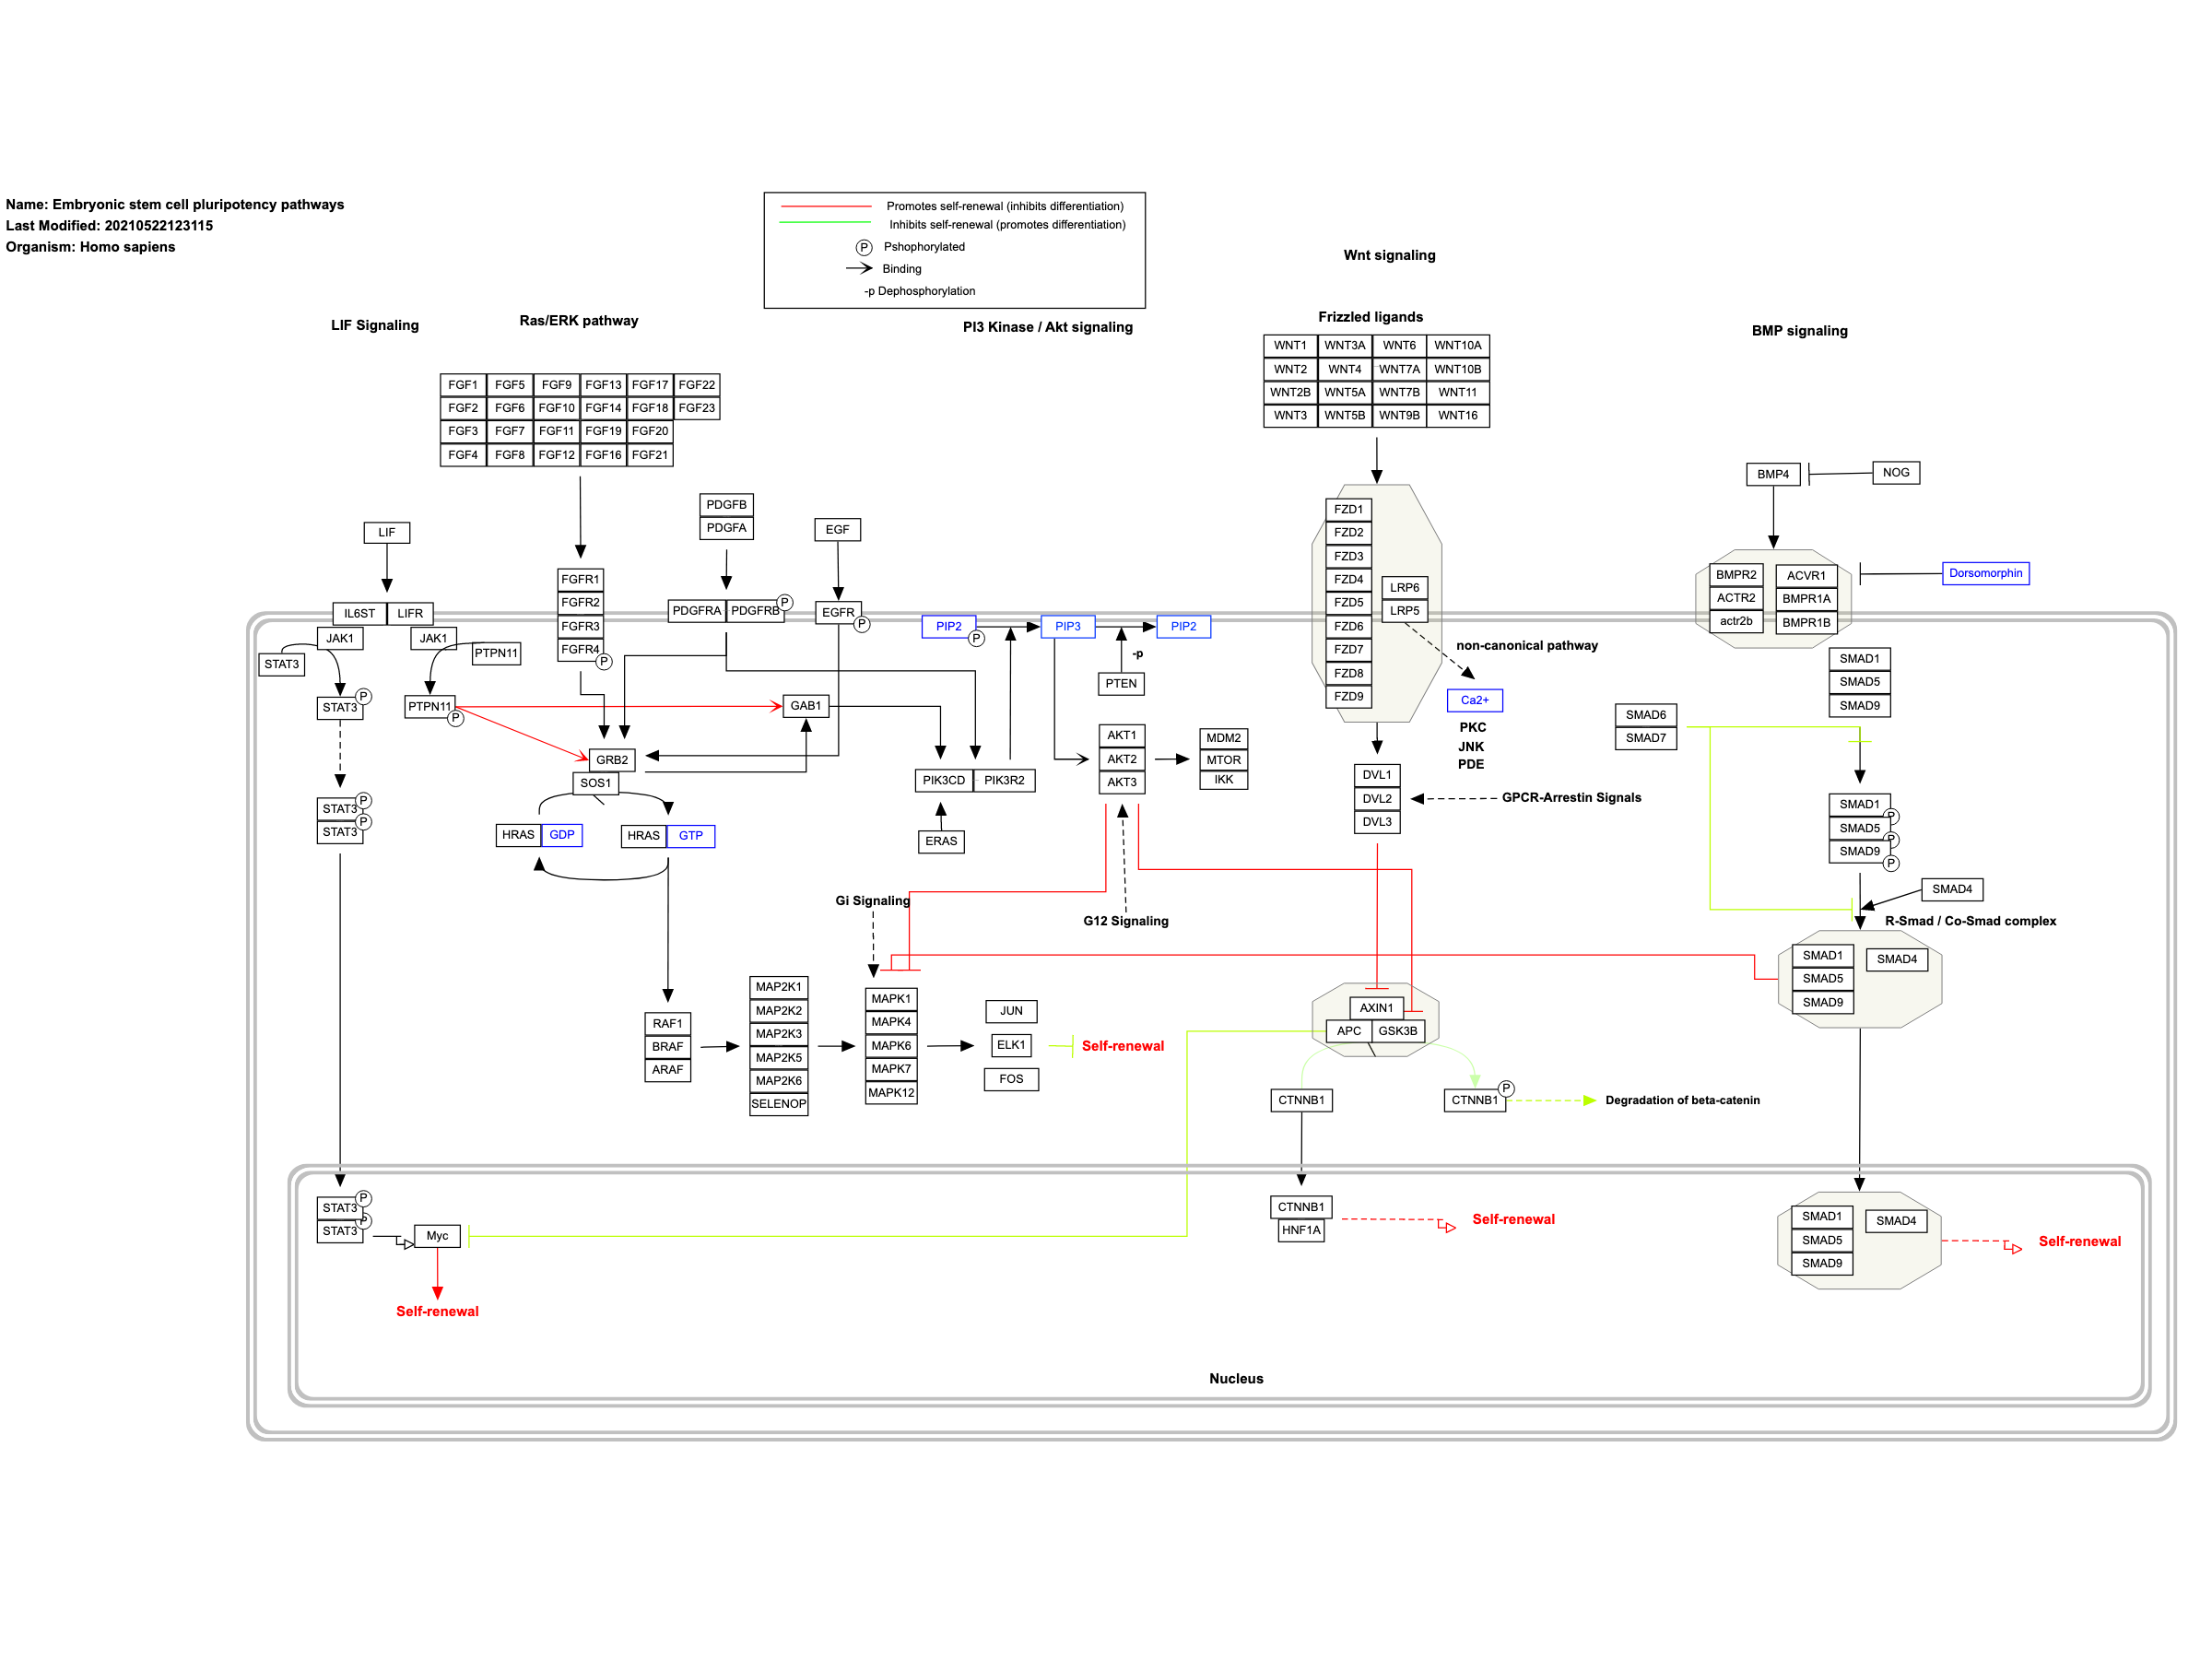 Name: Embryonic stem cell pluripotency pathways
Last Modified: 20210522123115
Organism: Homo sapiens
Promotes self-renewal (inhibits differentiation)
Inhibits self-renewal (promotes differentiation)
P Pshophorylated
Binding
-p Dephosphorylation
LIF Signaling
Ras/ERK pathway
PI3 Kinase / Akt signaling
Wnt signaling
Frizzled ligands
BMP signaling
FGF1 FGF5 FGF9 FGF13 FGF17 FGF22
FGF2 FGF6 FGF10 FGF14 FGF18 FGF23
FGF3 FGF7 FGF11 FGF19 FGF20
FGF4 FGF8 FGF12 FGF16 FGF21
WNT1 WNT3A WNT6 WNT10A
WNT2 WNT4 WNT7A WNT10B
WNT2B WNT5A WNT7B WNT11
WNT3 WNT5B WNT9B WNT16
LIF
IL6ST LIFR
JAK1
JAK1
STAT3
PTPN11
STAT3 P
PTPN11 P
STAT3 P
STAT3 P
FGFR1
FGFR2
FGFR3
FGFR4 P
PDGFB
PDGFA
PDGFRA PDGFRB P
EGF
EGFR P
GAB1
GRB2
SOS1
HRAS GDP
HRAS GTP
PIP2 P
PIP3
PIP2
-p
PTEN
PIK3CD PIK3R2
ERAS
AKT1
AKT2
AKT3
MDM2
MTOR
IKK
Gi Signaling
G12 Signaling
RAF1
BRAF
ARAF
MAP2K1
MAP2K2
MAP2K3
MAP2K5
MAP2K6
SELENOP
MAPK1
MAPK4
MAPK6
MAPK7
MAPK12
JUN
ELK1
FOS
Self-renewal
FZD1
FZD2
FZD3
FZD4
FZD5
FZD6
FZD7
FZD8
FZD9
LRP6
LRP5
non-canonical pathway
Ca2+
PKC
JNK
PDE
DVL1
DVL2
DVL3
GPCR-Arrestin Signals
AXIN1
APC GSK3B
CTNNB1
CTNNB1 P
Degradation of beta-catenin
BMP4
NOG
BMPR2
ACTR2
actr2b
ACVR1
BMPR1A
BMPR1B
Dorsomorphin
SMAD1
SMAD5
SMAD9
SMAD6
SMAD7
SMAD1 P
SMAD5 P
SMAD9 P
SMAD4
R-Smad / Co-Smad complex
SMAD1
SMAD5
SMAD9
SMAD4
STAT3 P
STAT3 P
Myc
Self-renewal
CTNNB1
HNF1A
Self-renewal
SMAD1
SMAD5
SMAD9
SMAD4
Self-renewal
Nucleus